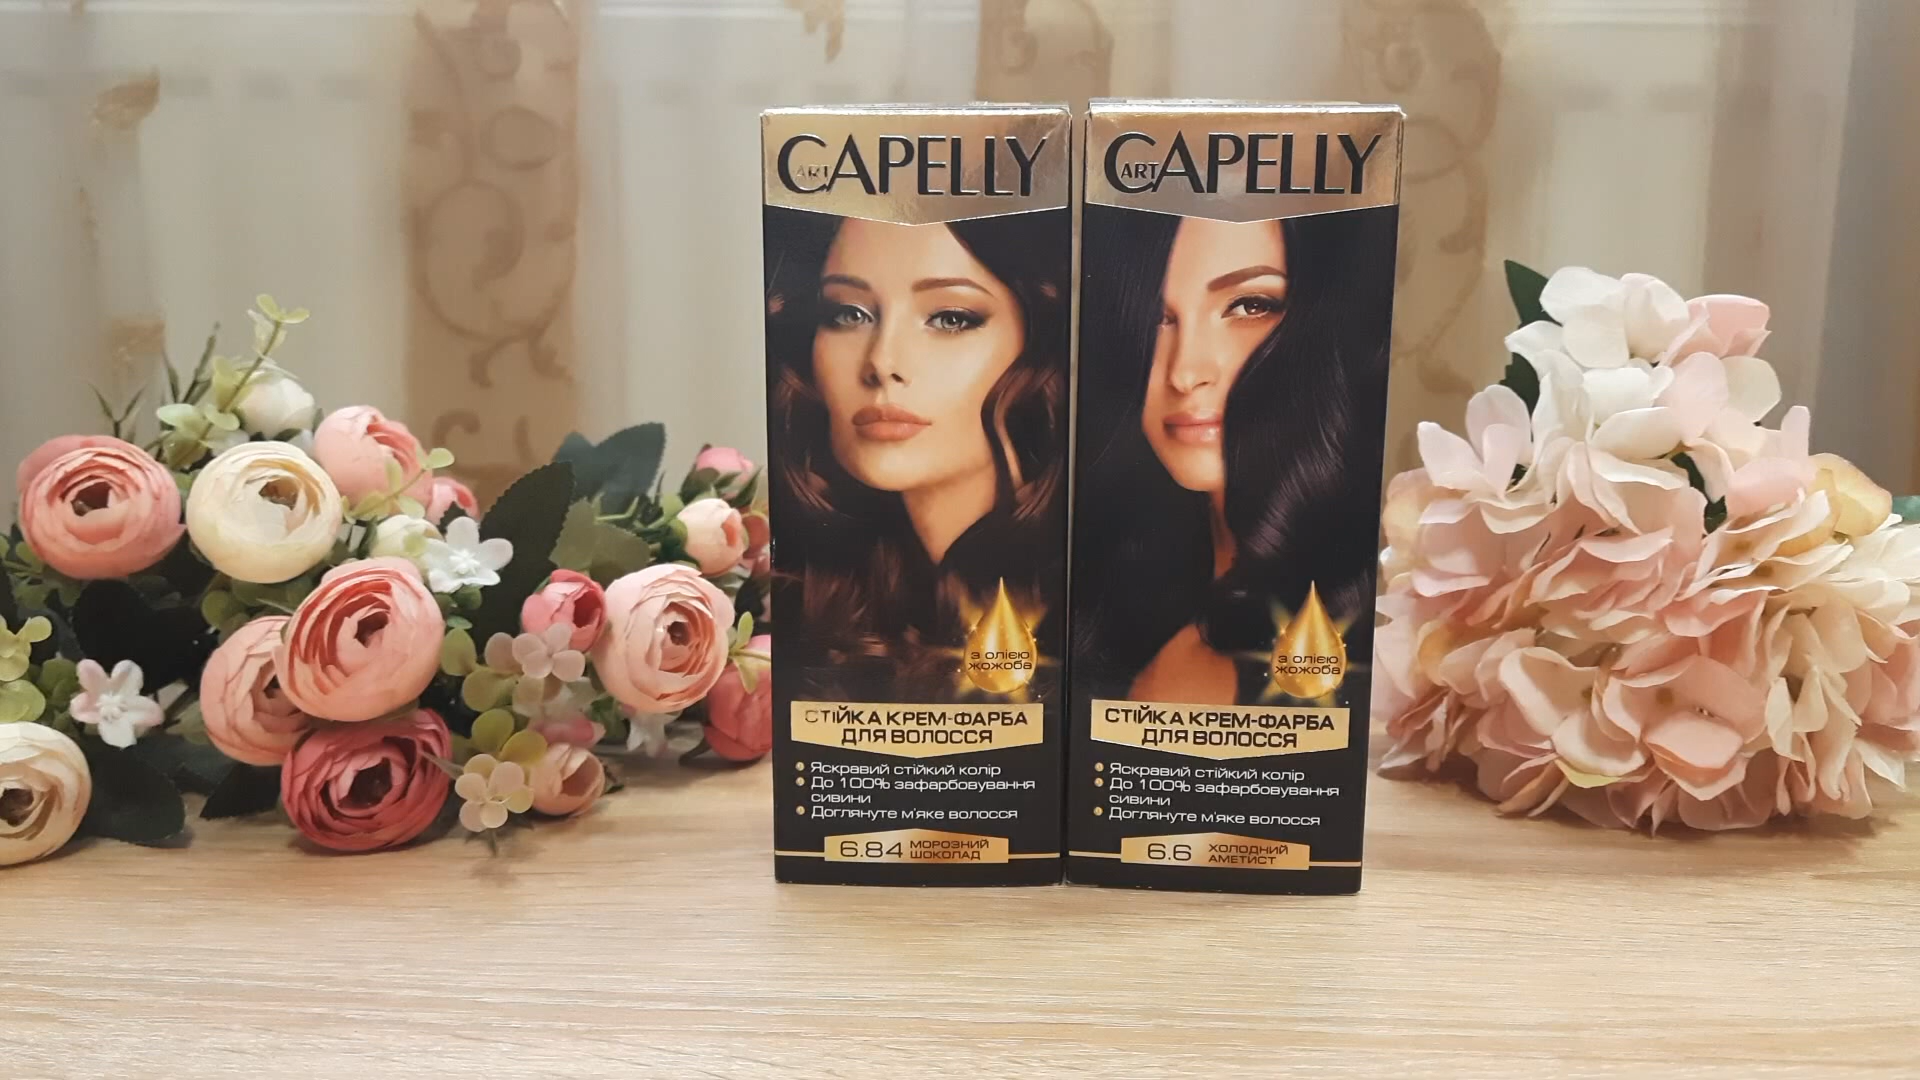 ART CAPELLY
з олією
жожоба
СТІЙКА КРЕМ-ФАРБА
ДЛЯ ВОЛОССЯ
Яскравий стійкий колір
До 100% зафарбовування
сивини
Доглянуте м'яке волосся
6.84 МОРОЗНИЙ
ШОКОЛАД
ART CAPELLY
з олією
жожоба
СТІЙКА КРЕМ-ФАРБА
ДЛЯ ВОЛОССЯ
Яскравий стійкий колір
До 100% зафарбовування
сивини
Доглянуте м'яке волосся
6.6 ХОЛОДНИЙ
АМЕТИСТ